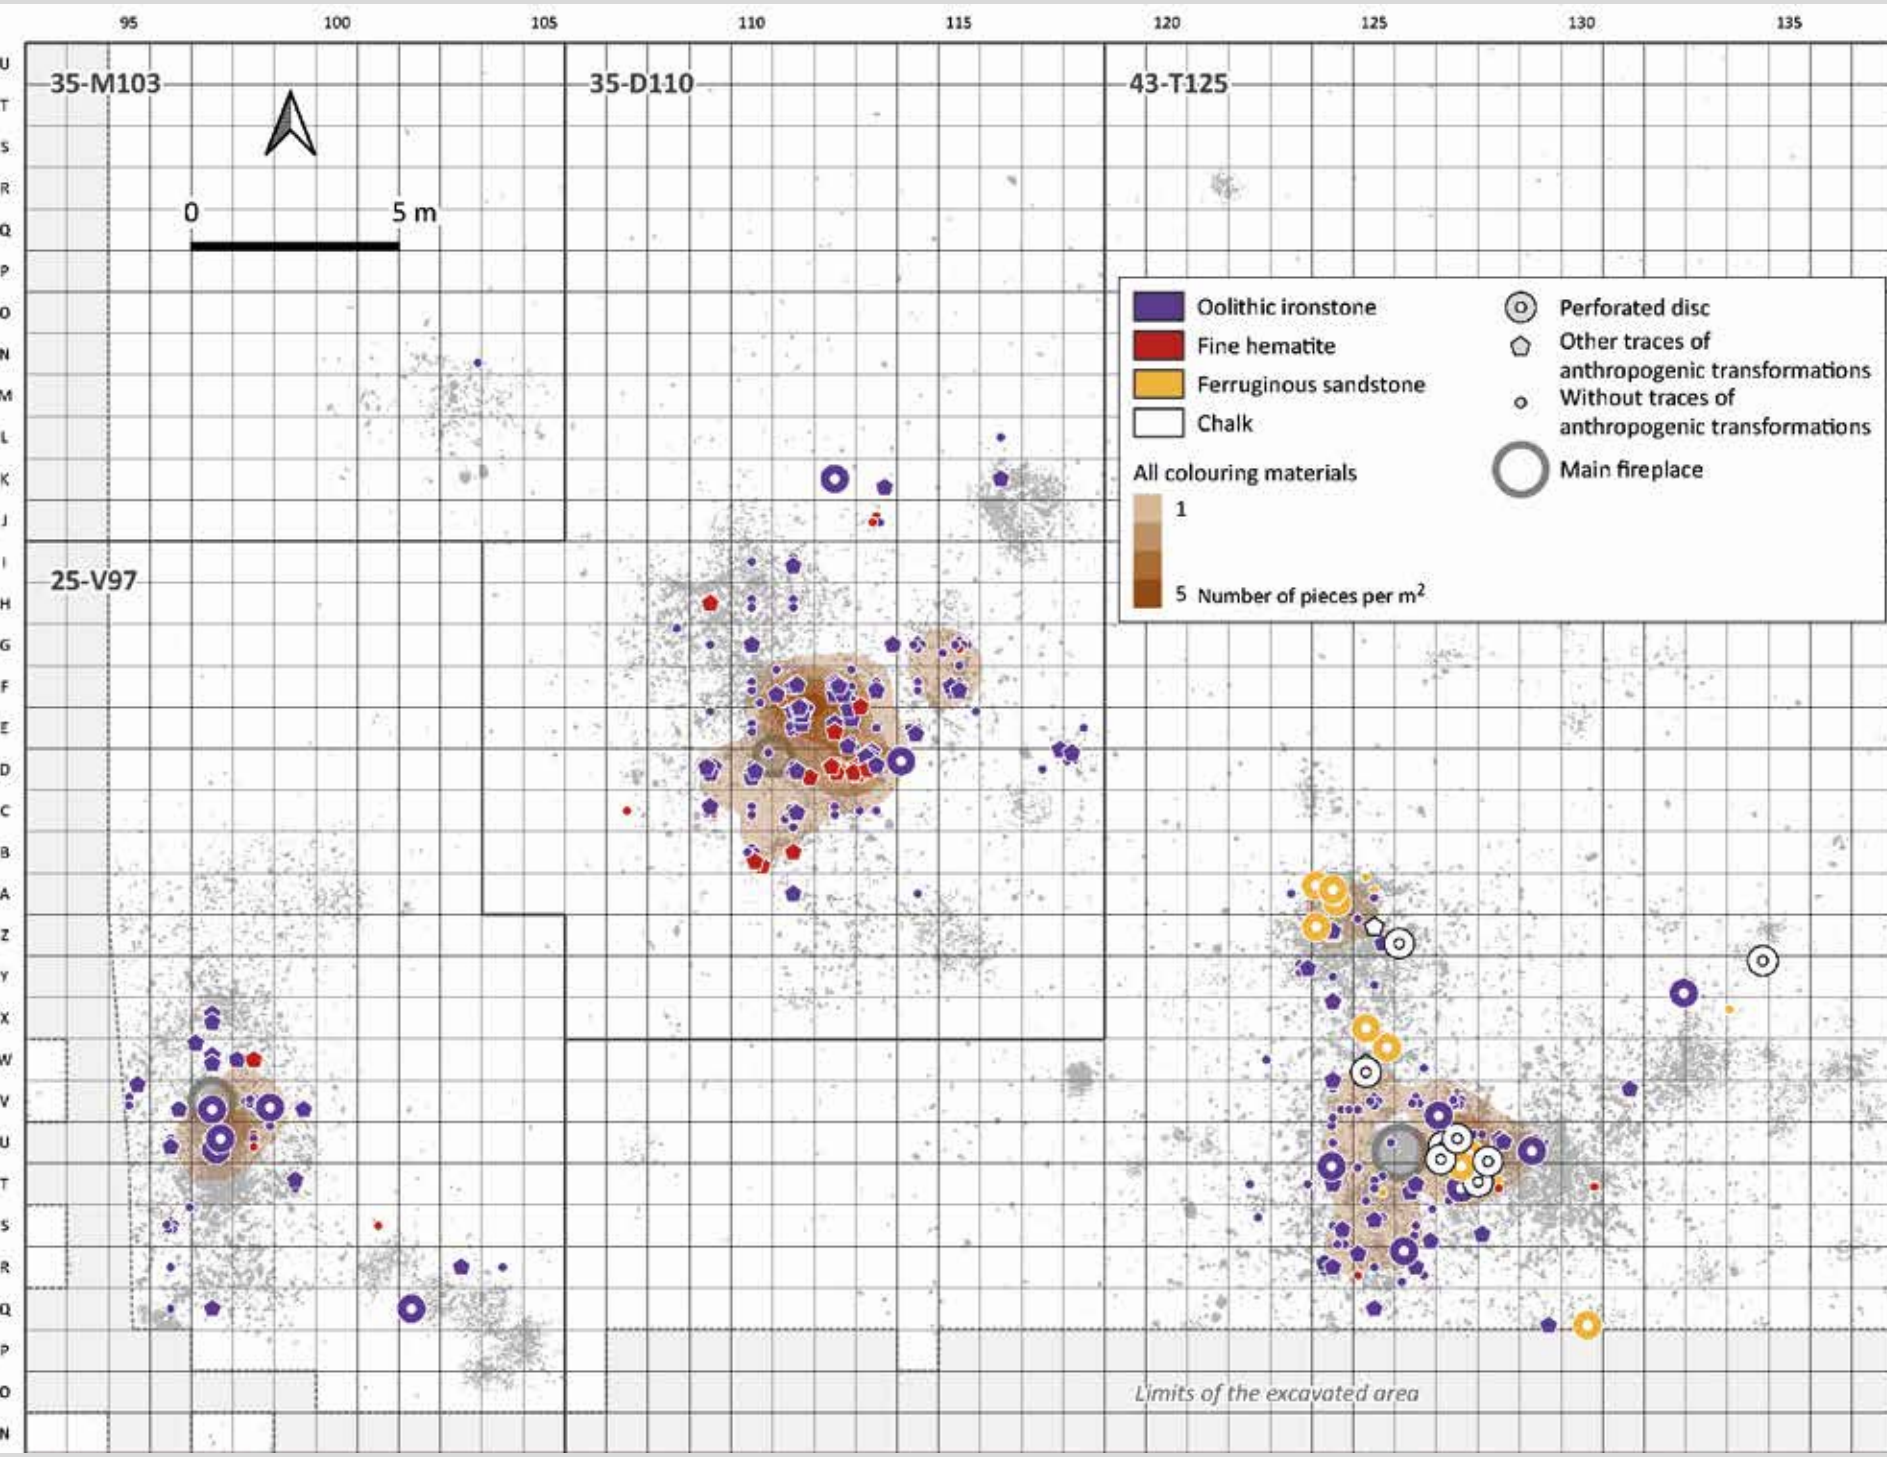 95 100 105 110 115 120 125 130 135
U
35-M103 35-D110 43-T125
T
S
R
0 5 m
Q
P
O
Oolithic ironstone
Fine hematite
Ferruginous sandstone
Chalk
All colouring materials
1
5 Number of pieces per m2
Perforated disc
Other traces of
anthropogenic transformations
Without traces of
anthropogenic transformations
Main fireplace
N
M
L
K
J
I
25-V97
H
G
F
E
D
C
B
A
Z
Y
X
W
V
U
T
S
R
Q
P
O
Limits of the excavated area
N